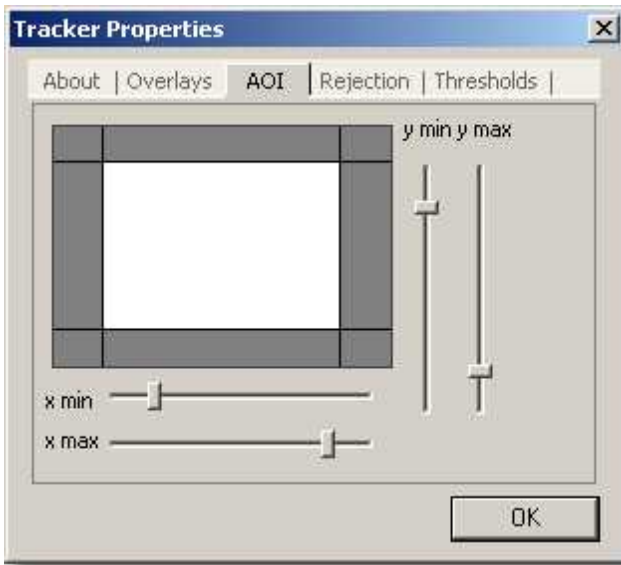 Tracker Properties
About | Overlays AOI Rejection | Thresholds |
y min y max
x min
x max
OK